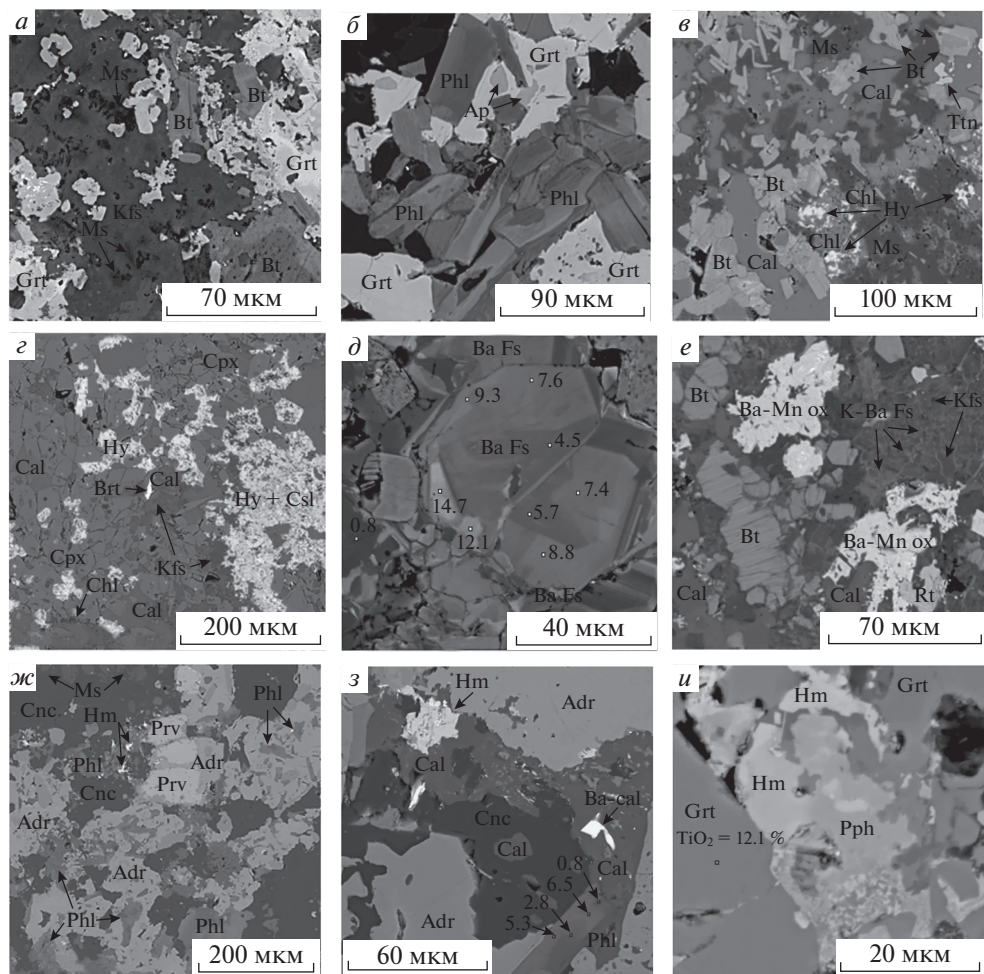 а
Ms
Bt
Bt
Grt
Kfs
Ms
Bt
Grt
70 мкм
б
Phl
Grt
Ap
Phl
Phl
Grt
Grt
90 мкм
в
Ms
Bt
Cal
Ttn
Bt
Chl
Hy
Chl
Ms
Bt
Cal
100 мкм
г
Cpx
Cal
Hy
Cal
Brt
Hy + Csl
Cpx
Kfs
Chl
Cal
200 мкм
д
Ba Fs
7.6
9.3
Ba Fs
4.5
14.7
7.4
5.7
0.8
12.1
8.8
Ba Fs
40 мкм
е
Bt
Ba-Mn ox
K-Ba Fs
Kfs
Bt
Ba-Mn ox
Cal
Cal
Rt
70 мкм
ж
Ms
Phl
Cnc
Hm
Prv
Phl
Adr
Prv
Cnc
Adr
Adr
Phl
Phl
200 мкм
з
Hm
Adr
Cal
Ba-cal
Cnc
Cal
Cal
0.8
6.5
2.8
5.3
Adr
Phl
60 мкм
и
Hm
Grt
Hm
Grt
Pph
TiO₂ = 12.1 %
20 мкм